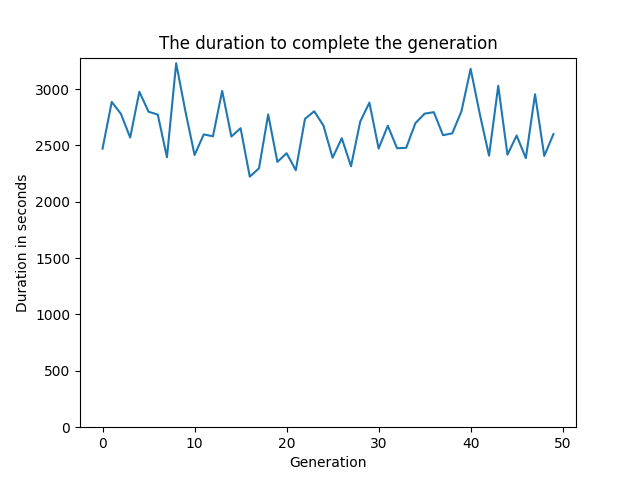 The duration to complete the generation
3000
2500
2000
1500
1000
500
0
Duration in seconds
0 10 20 30 40 50
Generation